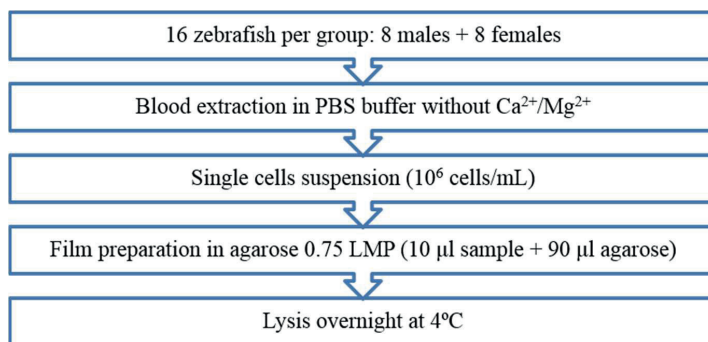 16 zebrafish per group: 8 males + 8 females
Blood extraction in PBS buffer without Ca²⁺/Mg²⁺
Single cells suspension (10⁶ cells/mL)
Film preparation in agarose 0.75 LMP (10 µl sample + 90 µl agarose)
Lysis overnight at 4ºC